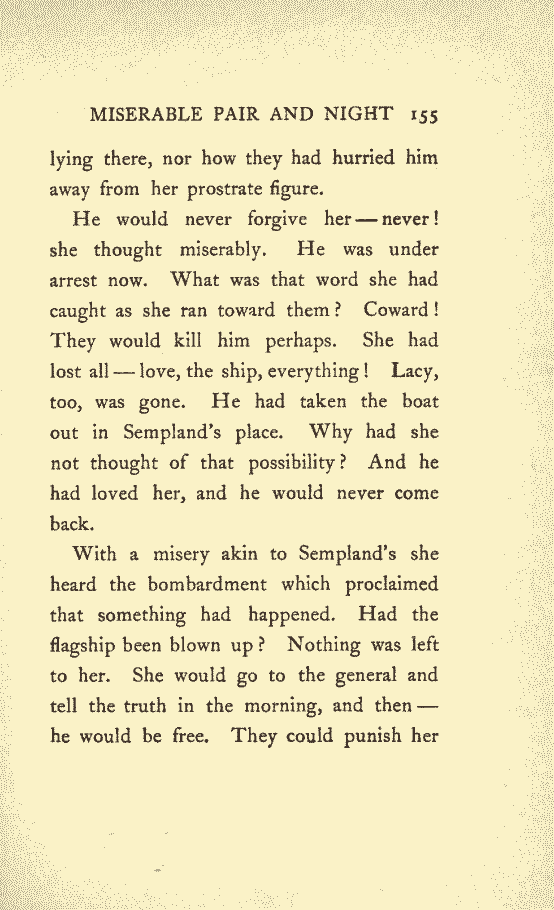 MISERABLE PAIR AND NIGHT 155
lying there, nor how they had hurried him
away from her prostrate figure.
He would never forgive her — never!
she thought miserably. He was under
arrest now. What was that word she had
caught as she ran toward them? Coward!
They would kill him perhaps. She had
lost all — love, the ship, everything! Lacy,
too, was gone. He had taken the boat
out in Sempland's place. Why had she
not thought of that possibility? And he
had loved her, and he would never come
back.
With a misery akin to Sempland's she
heard the bombardment which proclaimed
that something had happened. Had the
flagship been blown up? Nothing was left
to her. She would go to the general and
tell the truth in the morning, and then —
he would be free. They could punish her